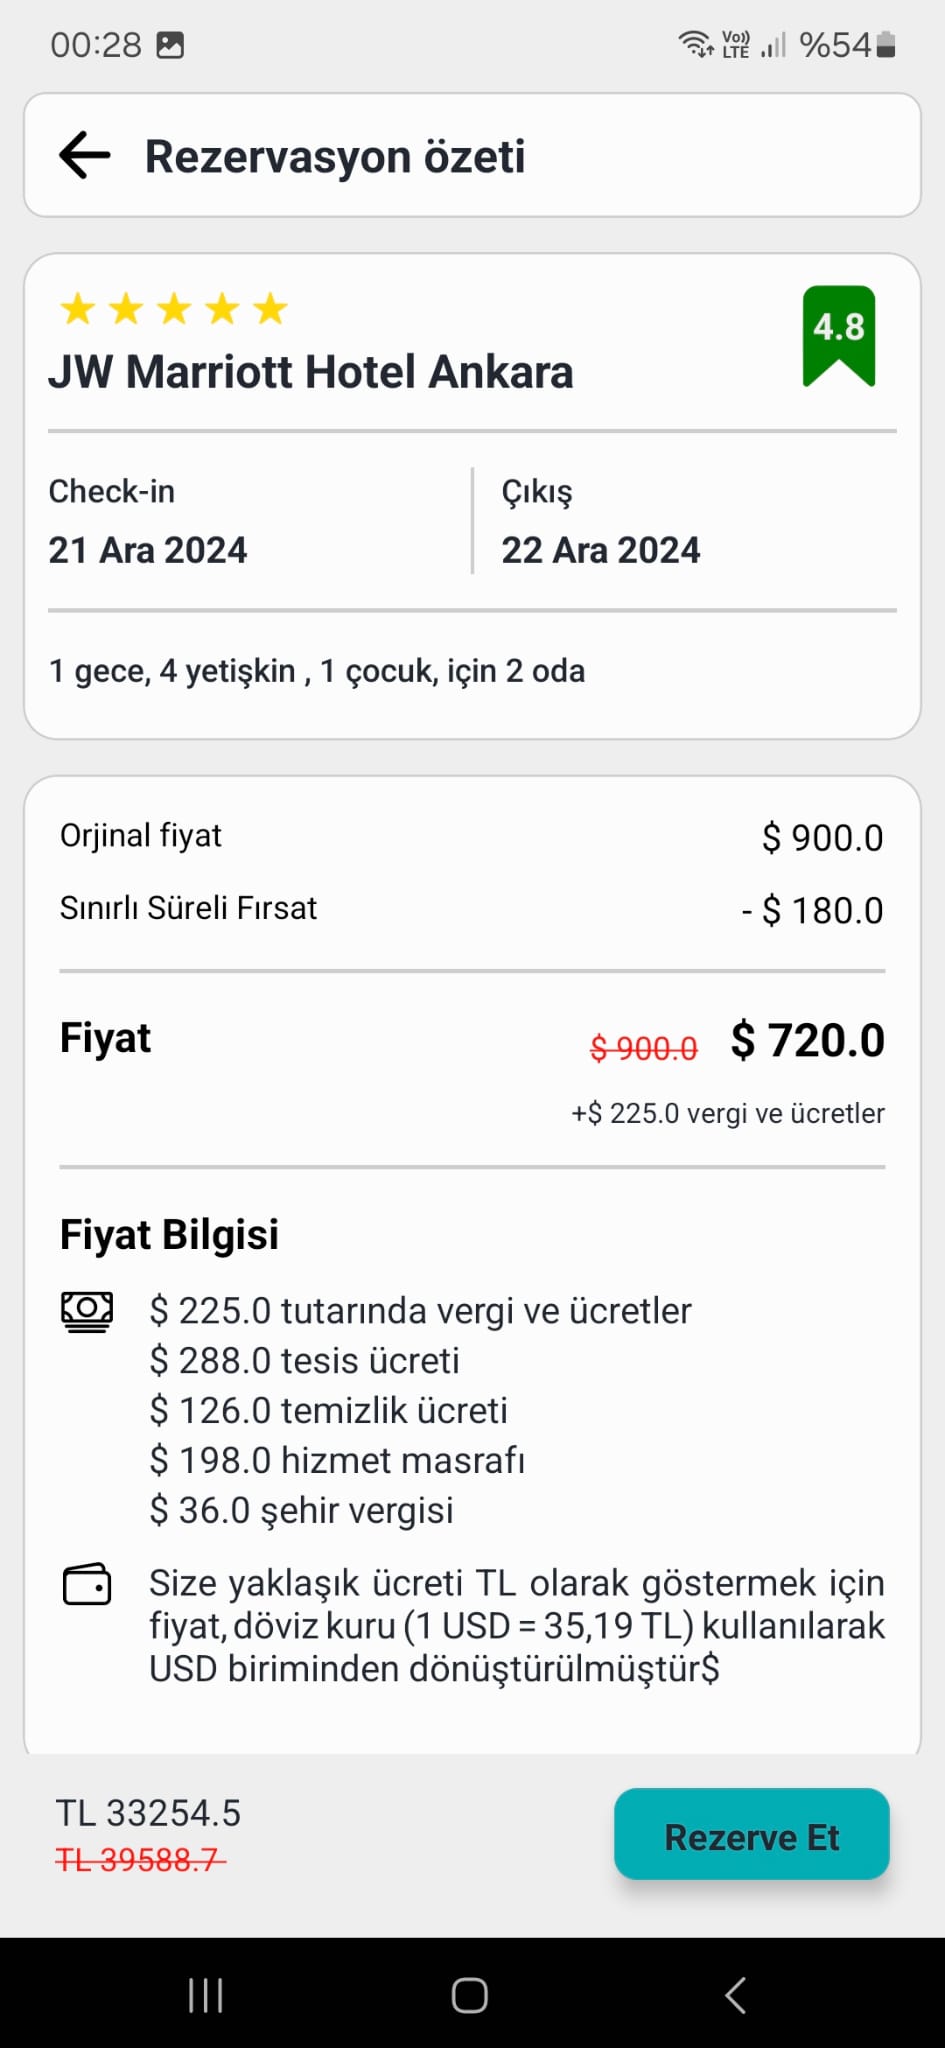 00:28
Vo))
LTE
%54
Rezervasyon özeti
4.8
JW Marriott Hotel Ankara
Check-in
Çıkış
21 Ara 2024
22 Ara 2024
1 gece, 4 yetişkin , 1 çocuk, için 2 oda
Orjinal fiyat
$ 900.0
Sınırlı Süreli Fırsat
- $ 180.0
Fiyat
$ 900.0
$ 720.0
+$ 225.0 vergi ve ücretler
Fiyat Bilgisi
$ 225.0 tutarında vergi ve ücretler
$ 288.0 tesis ücreti
$ 126.0 temizlik ücreti
$ 198.0 hizmet masrafı
$ 36.0 şehir vergisi
Size yaklaşık ücreti TL olarak göstermek için
fiyat, döviz kuru (1 USD = 35,19 TL) kullanılarak
USD biriminden dönüştürülmüştür$
TL 33254.5
TL 39588.7
Rezerve Et